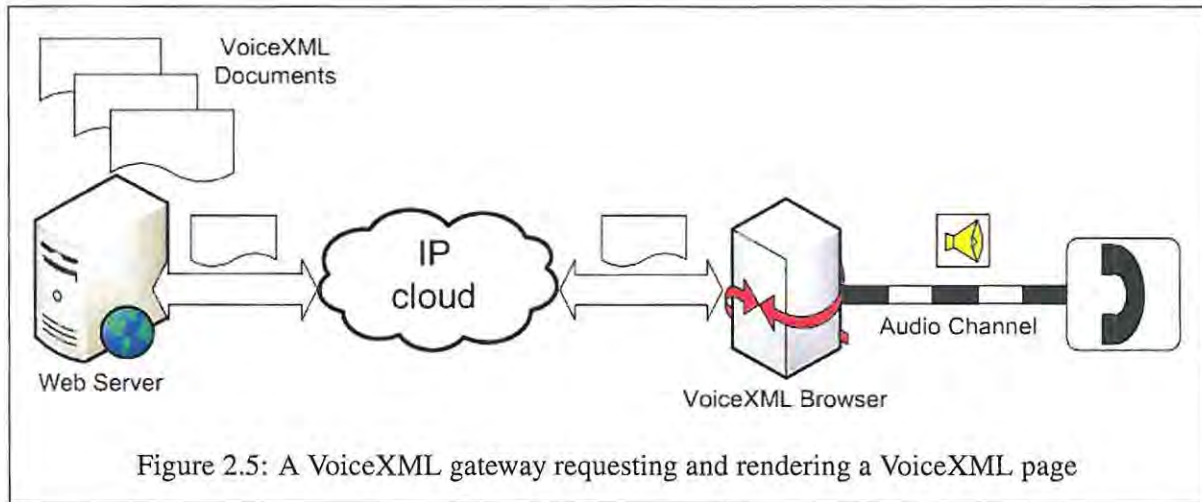 VoiceXML
Documents
IP
cloud
Audio Channel
Web Server
VoiceXML Browser
Figure 2.5: A VoiceXML gateway requesting and rendering a VoiceXML page